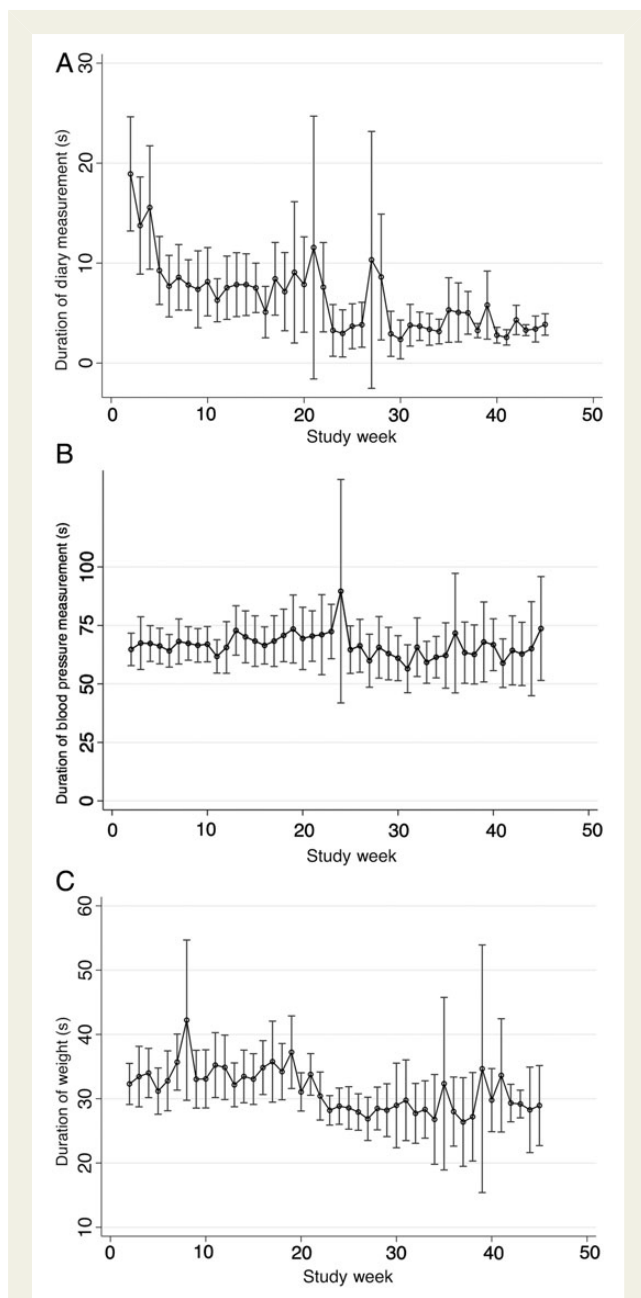 A
30
20
10
0
Duration of diary measurement (s)
0 10 20 30 40 50
Study week
B
100
75
50
25
0
Duration of blood pressure measurement (s)
0 10 20 30 40 50
Study week
C
60
50
40
30
20
10
Duration of weight (s)
0 10 20 30 40 50
Study week